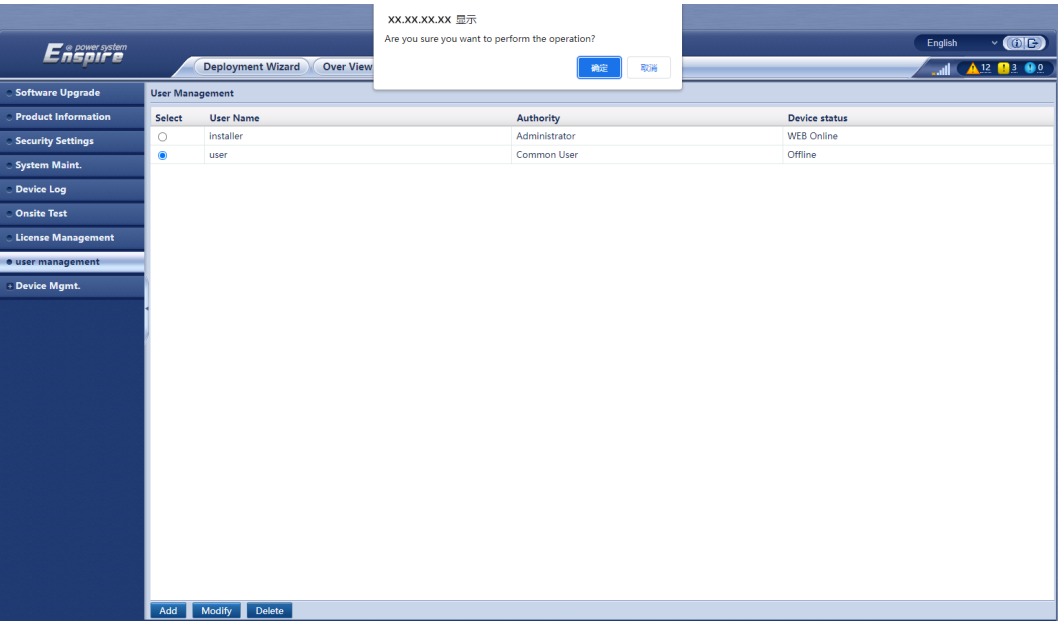 XX.XX.XX.XX 显示
Are you sure you want to perform the operation?
确定 取消
power system
Enspire
English
Deployment Wizard Over View
12 3 0
Software Upgrade
Product Information
Security Settings
System Maint.
Device Log
Onsite Test
License Management
user management
Device Mgmt.
User Management
Select User Name Authority Device status
installer Administrator WEB Online
user Common User Offline
Add Modify Delete